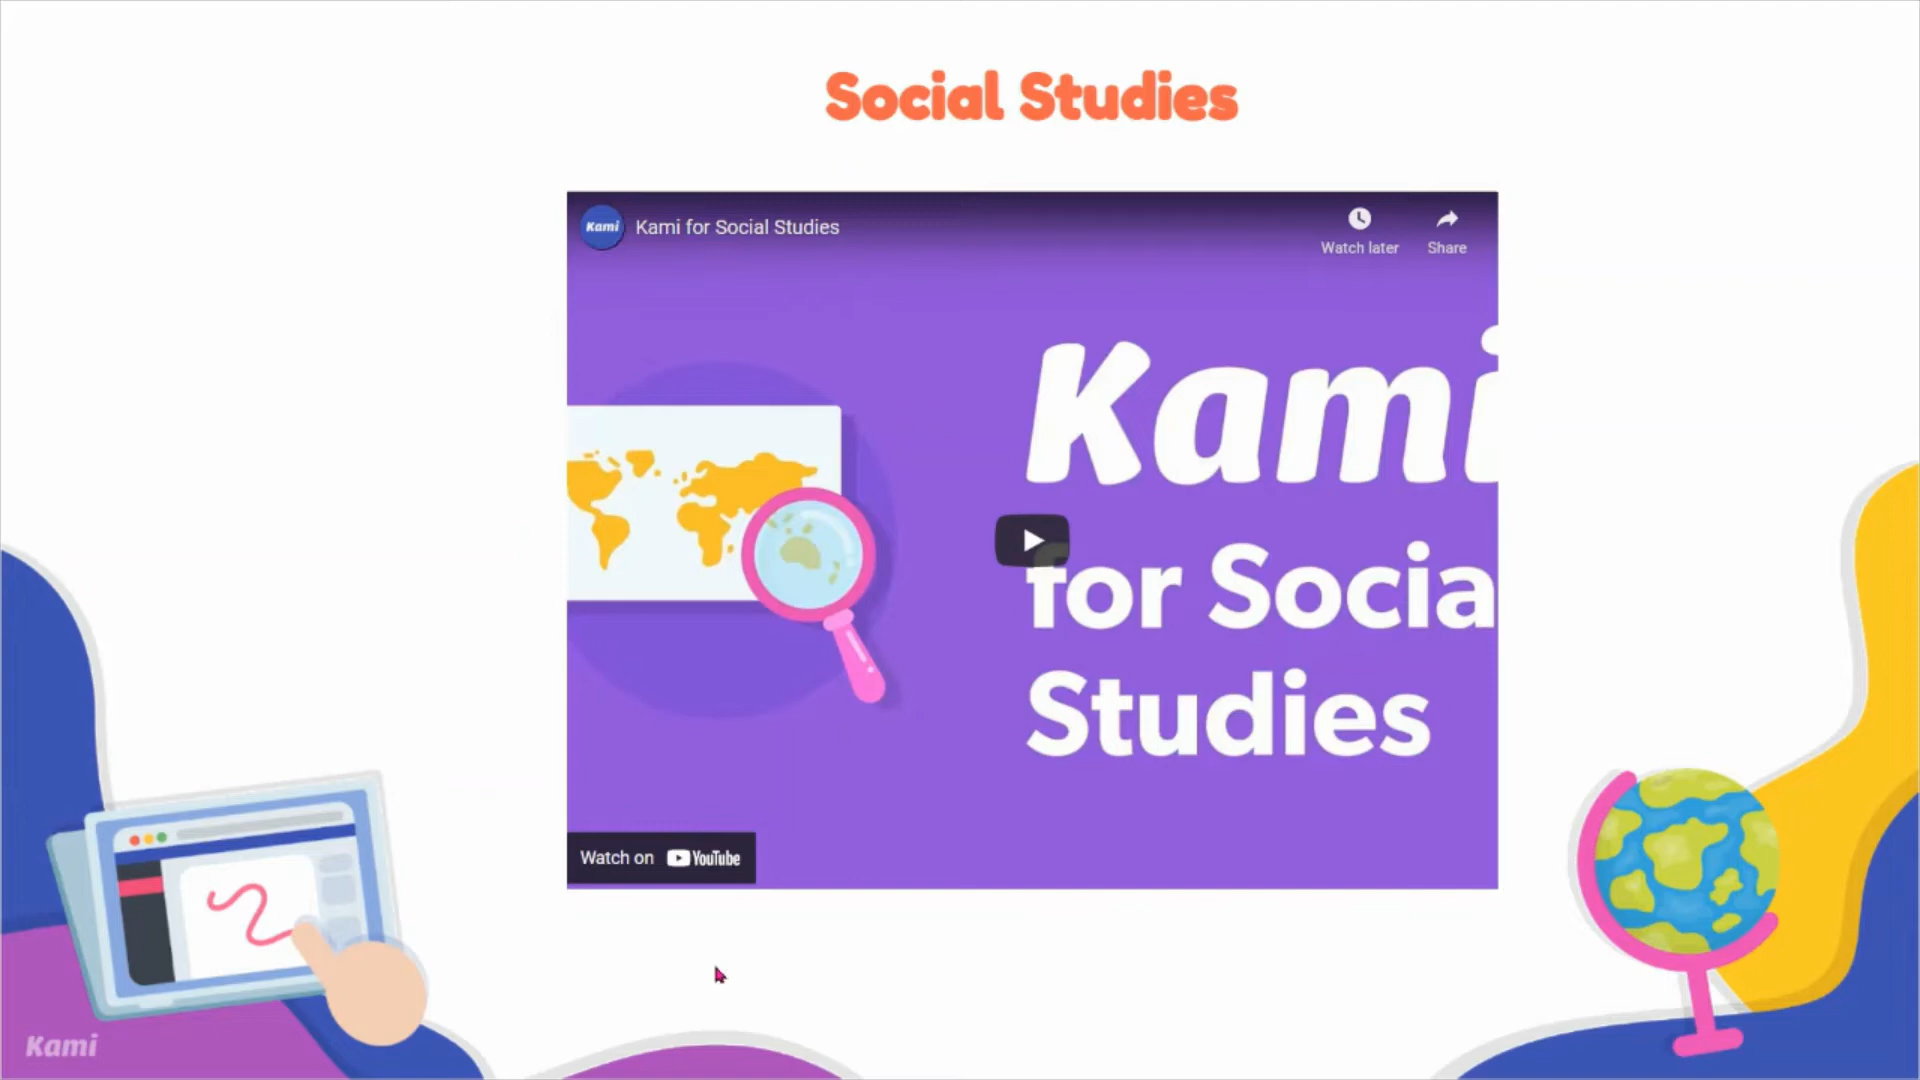 Social Studies
Kami
Kami for Social Studies
Watch later
Share
Kami
for Socia
Studies
Watch on YouTube
Kami